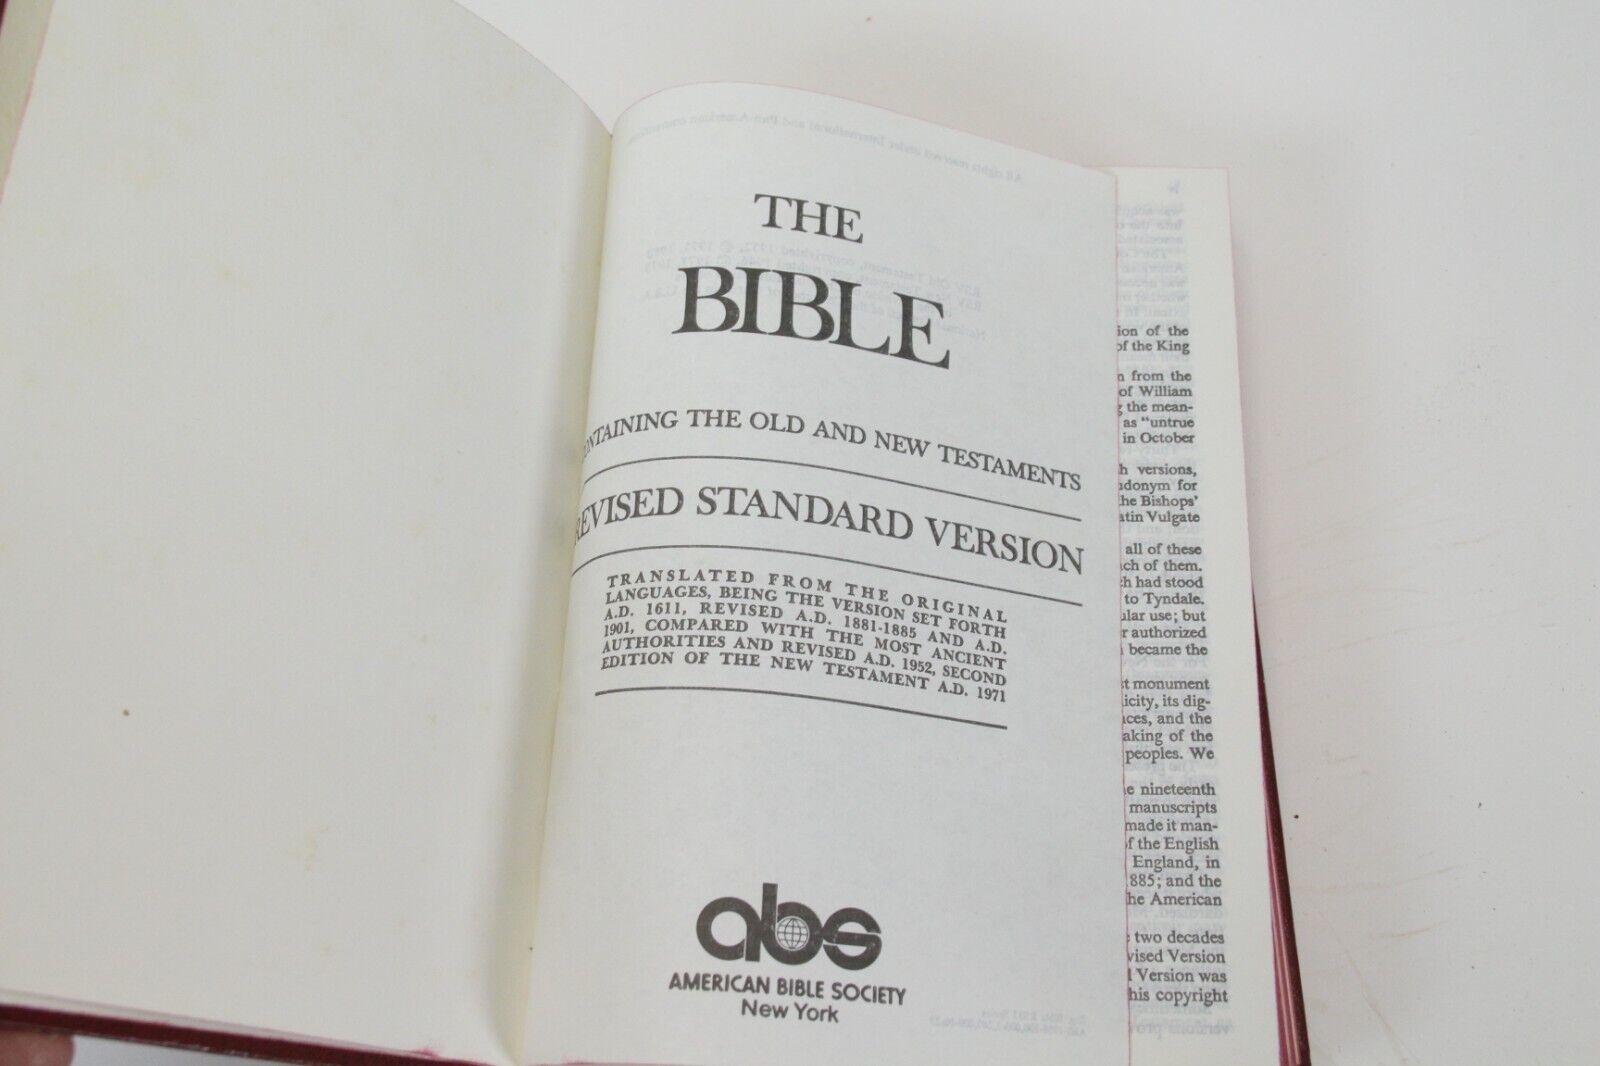 THE
BIBLE
CONTAINING THE OLD AND NEW TESTAMENTS
REVISED STANDARD VERSION
TRANSLATED FROM THE ORIGINAL
LANGUAGES, BEING THE VERSION SET FORTH
A.D. 1611, REVISED A.D. 1881-1885 AND A.D.
1901, COMPARED WITH THE MOST ANCIENT
AUTHORITIES AND REVISED A.D. 1952, SECOND
EDITION OF THE NEW TESTAMENT A.D. 1971
abs
AMERICAN BIBLE SOCIETY
New York
ion of the
of the King
from the
of William
the mean-
as "untrue
in October
versions,
udonym for
the Bishops'
atin Vulgate
all of these
ach of them.
had stood
to Tyndale.
ular use; but
authorized
became the
monument
licity, its dig-
aces, and the
aking of the
peoples. We
nineteenth
manuscripts
made it man-
of the English
England, in
1885; and the
he American
two decades
vised Version
Version was
his copyright